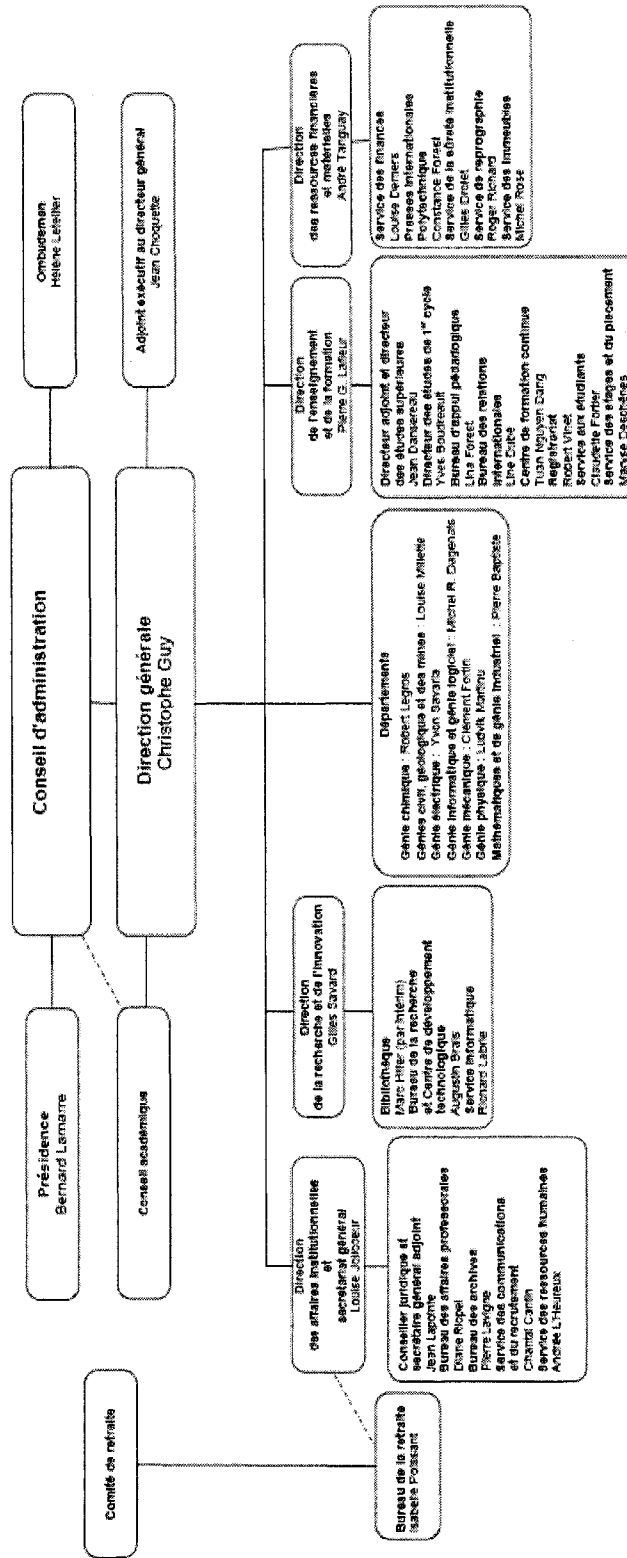 Comité de retraite
Bureau de la retraite
Isabelle Poissant
Présidence
Bernard Lamarre
Conseil d'administration
Ombudsman
Hélène Letellier
Conseil académique
Direction générale
Christophe Guy
Adjoint exécutif au directeur général
Jean Choquette
Direction
des affaires institutionnelles
et
secrétariat général
Louise Jolicoeur
Conseiller juridique et
secrétaire général adjoint
Jean Lapointe
Bureau des affaires professorales
Diane Riopel
Bureau des archives
Pierre Lavigne
Service des communications
et du recrutement
Chantal Cantin
Service des ressources humaines
Andrée L'Heureux
Direction
de la recherche et de l'innovation
Gilles Savard
Bibliothèque
Marc Hiller (par intérim)
Bureau de la recherche
et Centre de développement
technologique
Augustin Brais
Service informatique
Richard Labrie
Départements
Génie chimique : Robert Legros
Génies civil, géologique et des mines : Louise Millette
Génie électrique : Yvon Savaria
Génie informatique et génie logiciel : Michel R. Dagenais
Génie mécanique : Clément Fortin
Génie physique : Ludvik Martinu
Mathématiques et de génie industriel : Pierre Baptiste
Direction
de l'enseignement
et de la formation
Pierre G. Lafleur
Directeur adjoint et directeur
des études supérieures
Jean Dansereau
Directeur des études de 1er cycle
Yves Boudreault
Bureau d'appui pédagogique
Lina Forest
Bureau des relations
internationales
Line Dubé
Centre de formation continue
Tuan Nguyen Dang
Registrariat
Robert Vinet
Service aux étudiants
Claudette Fortier
Service des stages et du placement
Maryse Deschênes
Direction
des ressources financières
et matérielles
André Tanguay
Service des finances
Louise Demers
Presses internationales
Polytechnique
Constance Forest
Service de la sûreté institutionnelle
Gilles Drolet
Service de reprographie
Roger Richard
Service des immeubles
Michel Rose